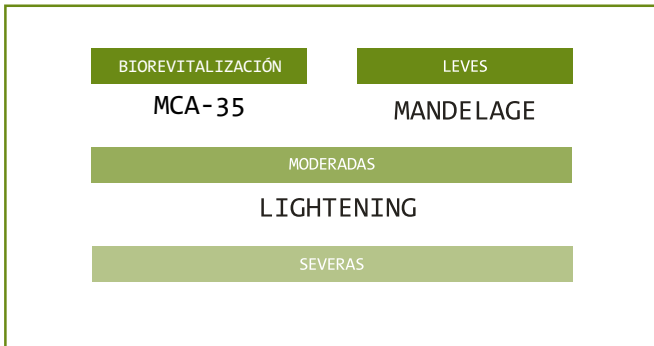 BIOREVITALIZACIÓN
LEVES
MCA-35
MANDELAGE
MODERADAS
LIGHTENING
SEVERAS